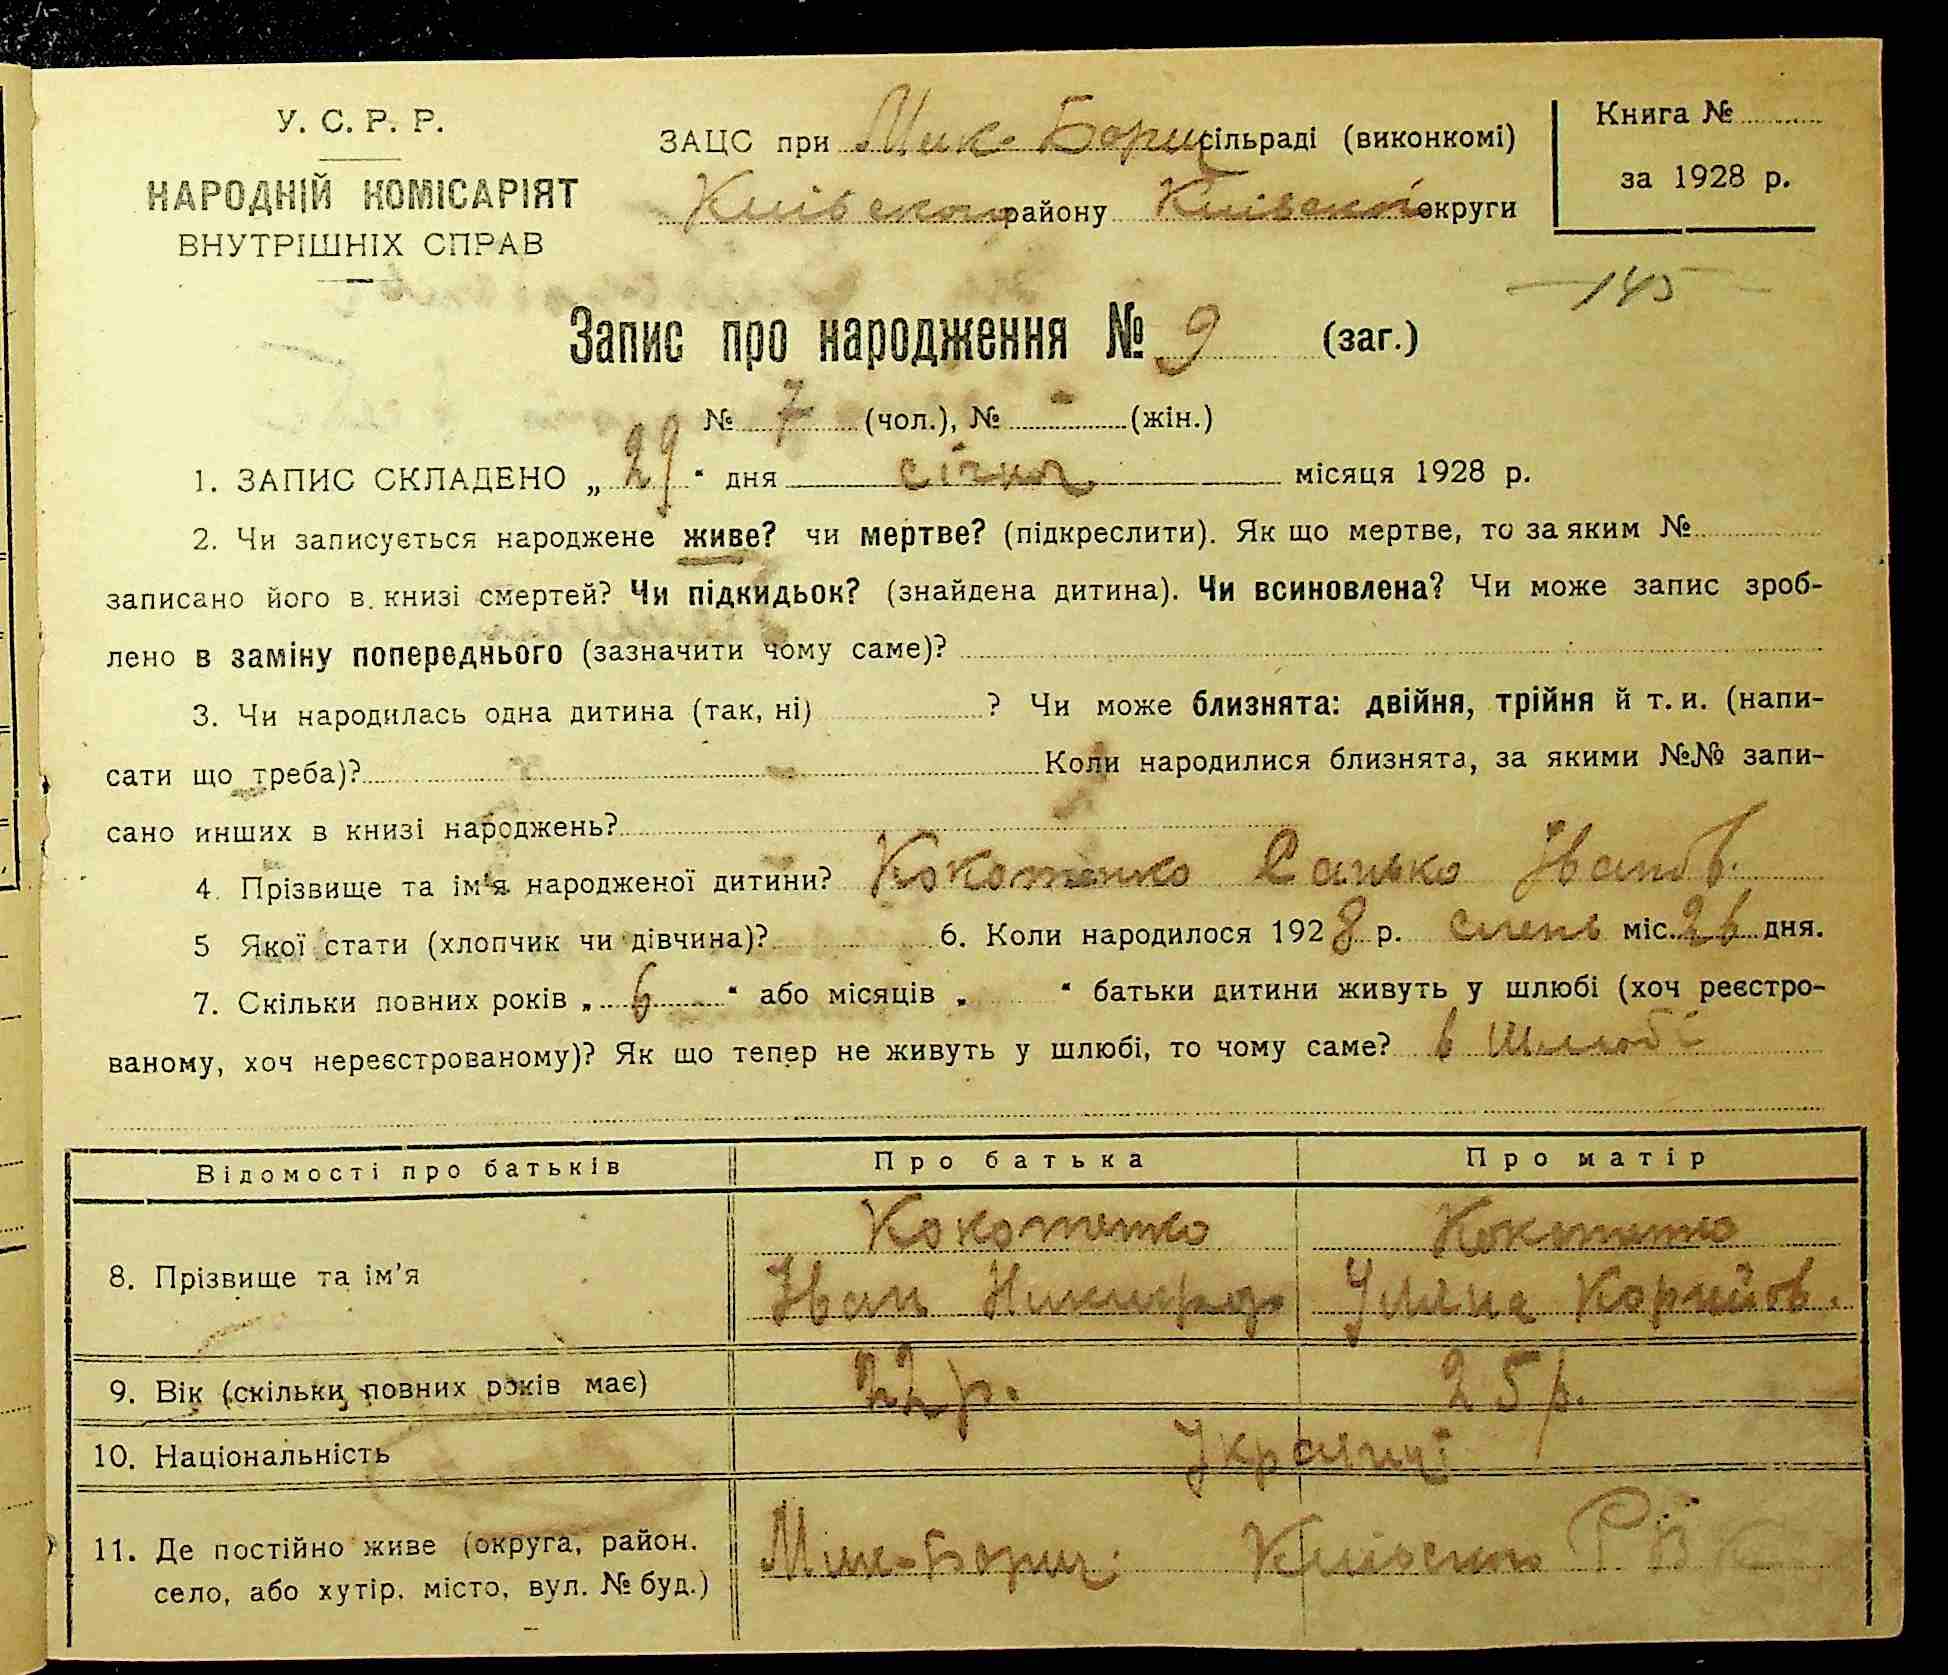 У. С. Р. Р.
НАРОДНІЙ КОМІСАРІЯТ
ВНУТРІШНІХ СПРАВ
ЗАЦС при Мик-Борщ сільраді (виконкомі)
Київського району Київської округи
Книга №
за 1928 р.
145
Запис про народження № 9 (заг.)
№ 7 (чол.), № - (жін.)
1. ЗАПИС СКЛАДЕНО „ 29 “ дня січня місяця 1928 р.
2. Чи записується народжене живе? чи мертве? (підкреслити). Як що мертве, то за яким №
записано його в книзі смертей? Чи підкидьок? (знайдена дитина). Чи всиновлена? Чи може запис зроб-
лено в заміну попереднього (зазначити чому саме)?
3. Чи народилась одна дитина (так, ні) ? Чи може близнята: двійня, трійня й т. и. (напи-
сати що треба)? - Коли народилися близнята, за якими №№ запи-
сано инших в книзі народжень?
4. Прізвище та ім'я народженої дитини? Кокотенко Санько Іванов.
5 Якої стати (хлопчик чи дівчина)? 6. Коли народилося 1928 р. січень міс. 26 дня.
7. Скільки повних років „ 6 “ або місяців „ “ батьки дитини живуть у шлюбі (хоч реєстро-
ваному, хоч нереєстрованому)? Як що тепер не живуть у шлюбі, то чому саме? в шлюбі
Відомості про батьків Про батька Про матір
Кокотенко Кокотенко
8. Прізвище та ім'я Іван Уляна
9. Вік (скільки повних років має) 22 р. 25 р.
10. Національність Українці
11. Де постійно живе (округа, район, Мик-Борщ. Київського РВК
село, або хутір, місто, вул. № буд.)